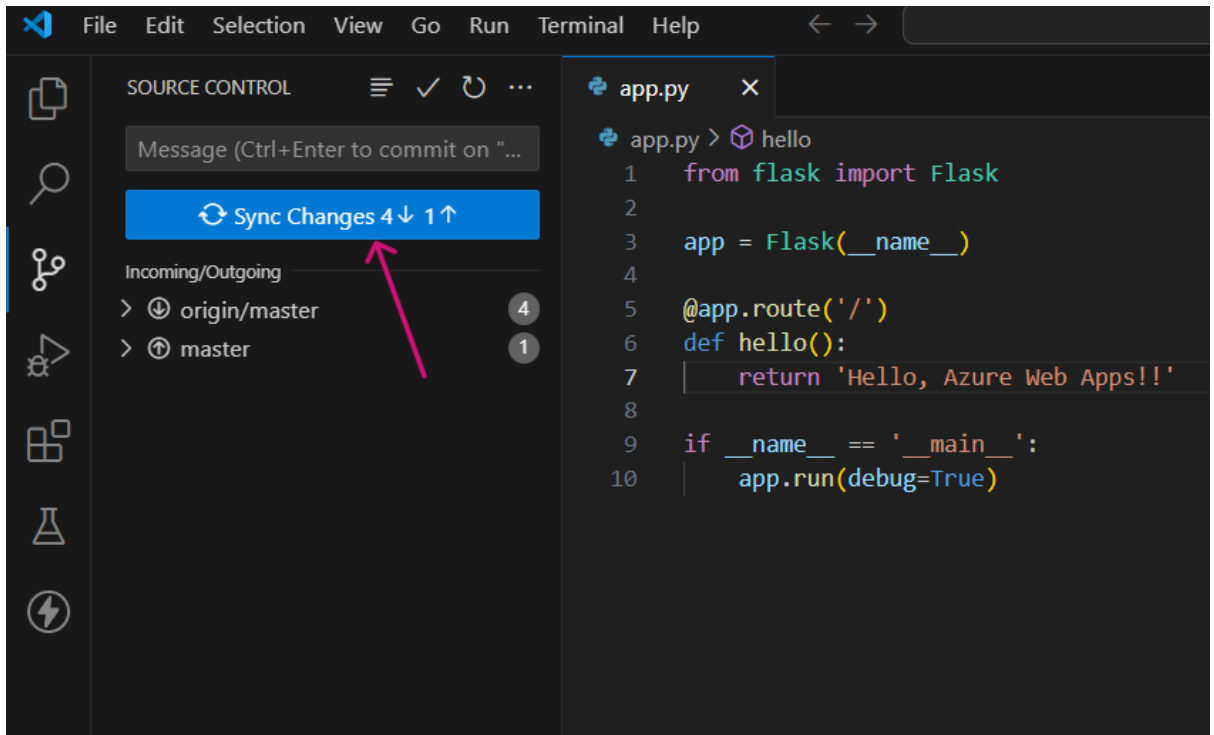 File Edit Selection View Go Run Terminal Help
SOURCE CONTROL
Message (Ctrl+Enter to commit on "...
Sync Changes 4↓ 1↑
Incoming/Outgoing
origin/master 4
master 1
app.py
app.py > hello
1 from flask import Flask
2
3 app = Flask(__name__)
4
5 @app.route('/')
6 def hello():
7     return 'Hello, Azure Web Apps!!'
8
9 if __name__ == '__main__':
10     app.run(debug=True)